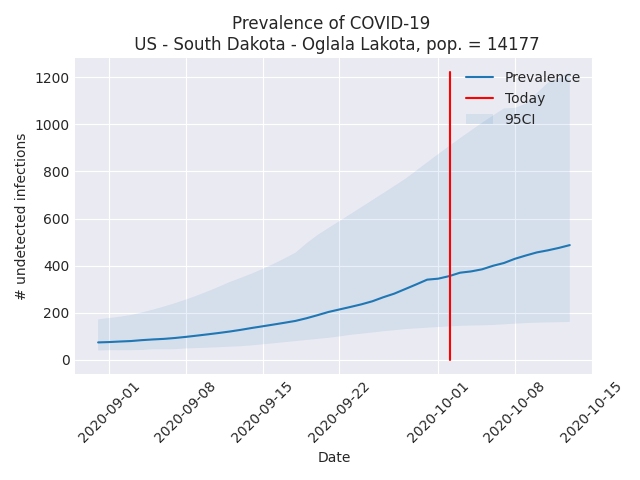 Prevalence of COVID-19
US - South Dakota - Oglala Lakota, pop. = 14177
1200
1000
800
600
400
200
0
# undetected infections
Prevalence
Today
95CI
2020-09-01
2020-09-08
2020-09-15
2020-09-22
2020-10-01
2020-10-08
2020-10-15
Date